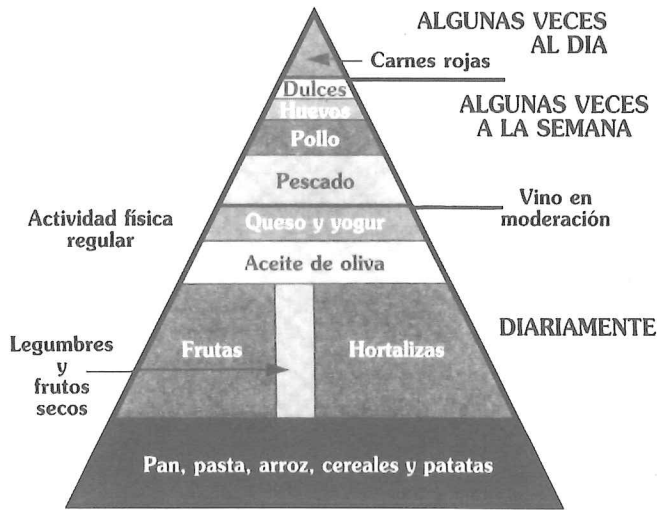 ALGUNAS VECES
AL DIA
Carnes rojas
Dulces
ALGUNAS VECES
A LA SEMANA
Huevos
Pollo
Pescado
Vino en
moderación
Actividad física
regular
Queso y yogur
Aceite de oliva
DIARIAMENTE
Legumbres
y
frutos
secos
Frutas
Hortalizas
Pan, pasta, arroz, cereales y patatas